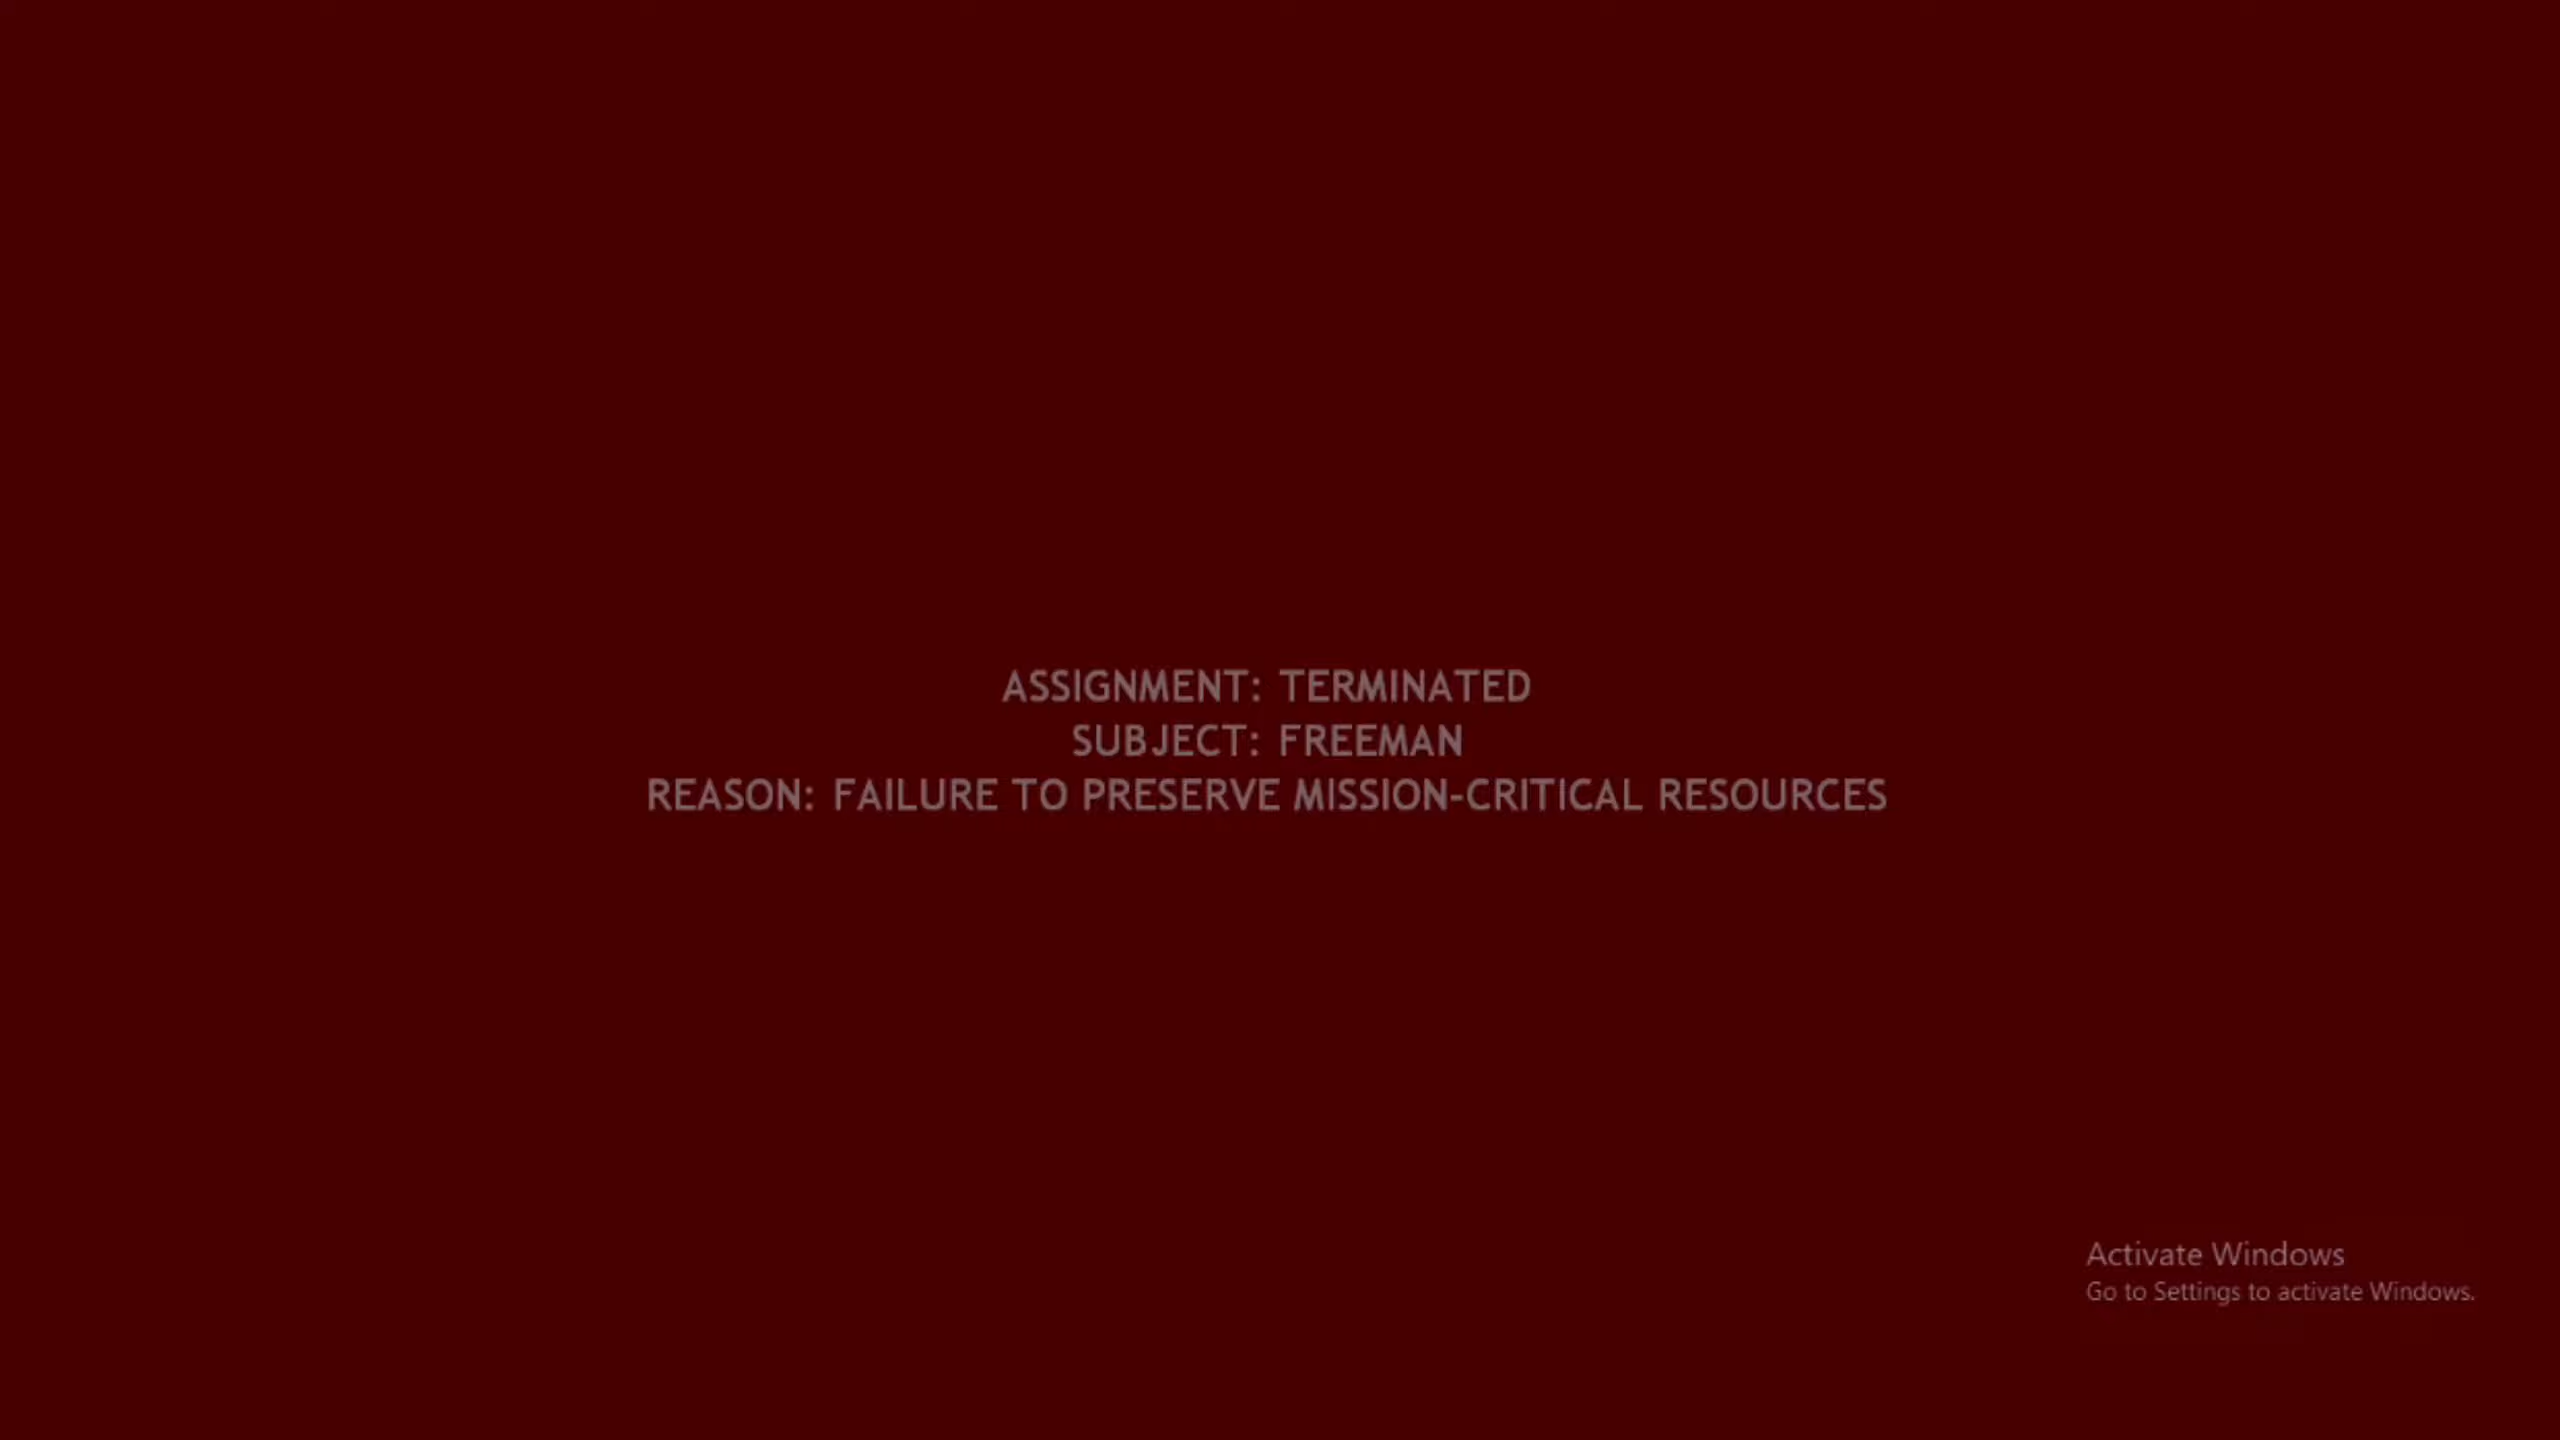 ASSIGNMENT: TERMINATED
SUBJECT: FREEMAN
REASON: FAILURE TO PRESERVE MISSION-CRITICAL RESOURCES
Activate Windows
Go to Settings to activate Windows.